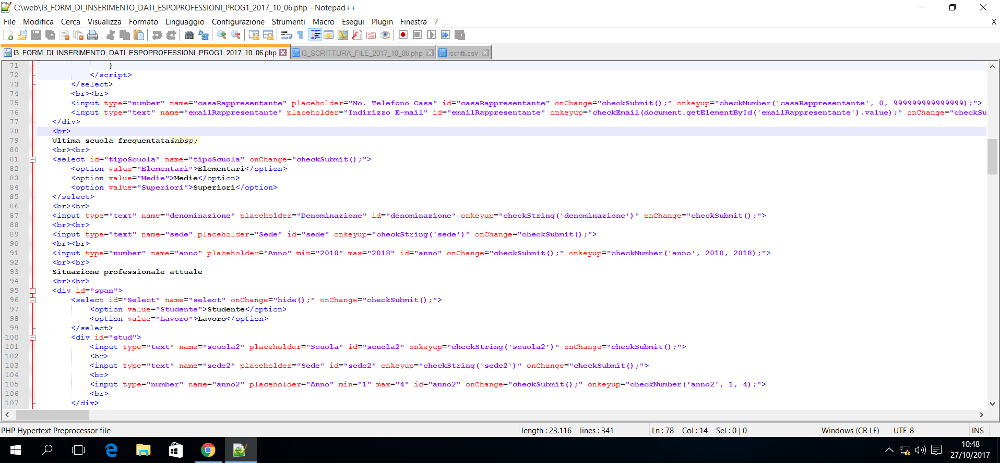 C:\web\I3_FORM_DI_INSERIMENTO_DATI_ESPOPROFESSIONI_PROG1_2017_10_06.php - Notepad++
File Modifica Cerca Visualizza Formato Linguaggio Configurazione Strumenti Macro Esegui Plugin Finestra ? X
I3_FORM_DI_INSERIMENTO_DATI_ESPOPROFESSIONI_PROG1_2017_10_06.php I3_SCRITTURA_FILE_2017_10_06.php iscritti.csv
71 }
72 </script>
73 </select>
74 <br><br>
75 <input type="number" name="casaRappresentante" placeholder="No. Telefono Casa" id="casaRappresentante" onChange="checkSubmit();" onkeyup="checkNumber('casaRappresentante', 0, 999999999999999);">
76 <input type="text" name="emailRappresentante" placeholder="Indirizzo E-mail" id="emailRappresentante" onkeyup="checkEmail(document.getElementById('emailRappresentante').value);" onChange="checkSu
77 </div>
78 <br>
79 Ultima scuola frequentata&nbsp;
80 <br><br>
81 <select id="tipoScuola" name="tipoScuola" onChange="checkSubmit();">
82 <option value="Elementari">Elementari</option>
83 <option value="Medie">Medie</option>
84 <option value="Superiori">Superiori</option>
85 </select>
86 <br><br>
87 <input type="text" name="denominazione" placeholder="Denominazione" id="denominazione" onkeyup="checkString('denominazione')" onChange="checkSubmit();">
88 <br><br>
89 <input type="text" name="sede" placeholder="Sede" id="sede" onkeyup="checkString('sede')" onChange="checkSubmit();">
90 <br><br>
91 <input type="number" name="anno" placeholder="Anno" min="2010" max="2018" id="anno" onChange="checkSubmit();" onkeyup="checkNumber('anno', 2010, 2018);">
92 <br><br>
93 Situazione professionale attuale
94 <br><br>
95 <div id="span">
96 <select id="Select" name="select" onChange="hide();" onChange="checkSubmit();">
97 <option value="Studente">Studente</option>
98 <option value="Lavoro">Lavoro</option>
99 </select>
100 <div id="stud">
101 <input type="text" name="scuola2" placeholder="Scuola" id="scuola2" onkeyup="checkString('scuola2')" onChange="checkSubmit();">
102 <br>
103 <input type="text" name="sede2" placeholder="Sede" id="sede2" onkeyup="checkString('sede2')" onChange="checkSubmit();">
104 <br>
105 <input type="number" name="anno2" placeholder="Anno" min="1" max="4" id="anno2" onChange="checkSubmit();" onkeyup="checkNumber('anno2', 1, 4);">
106 <br>
107 </div>
PHP Hypertext Preprocessor file length : 23.116 lines : 341 Ln : 78 Col : 14 Sel : 0 | 0 Windows (CR LF) UTF-8 INS
10:48
27/10/2017